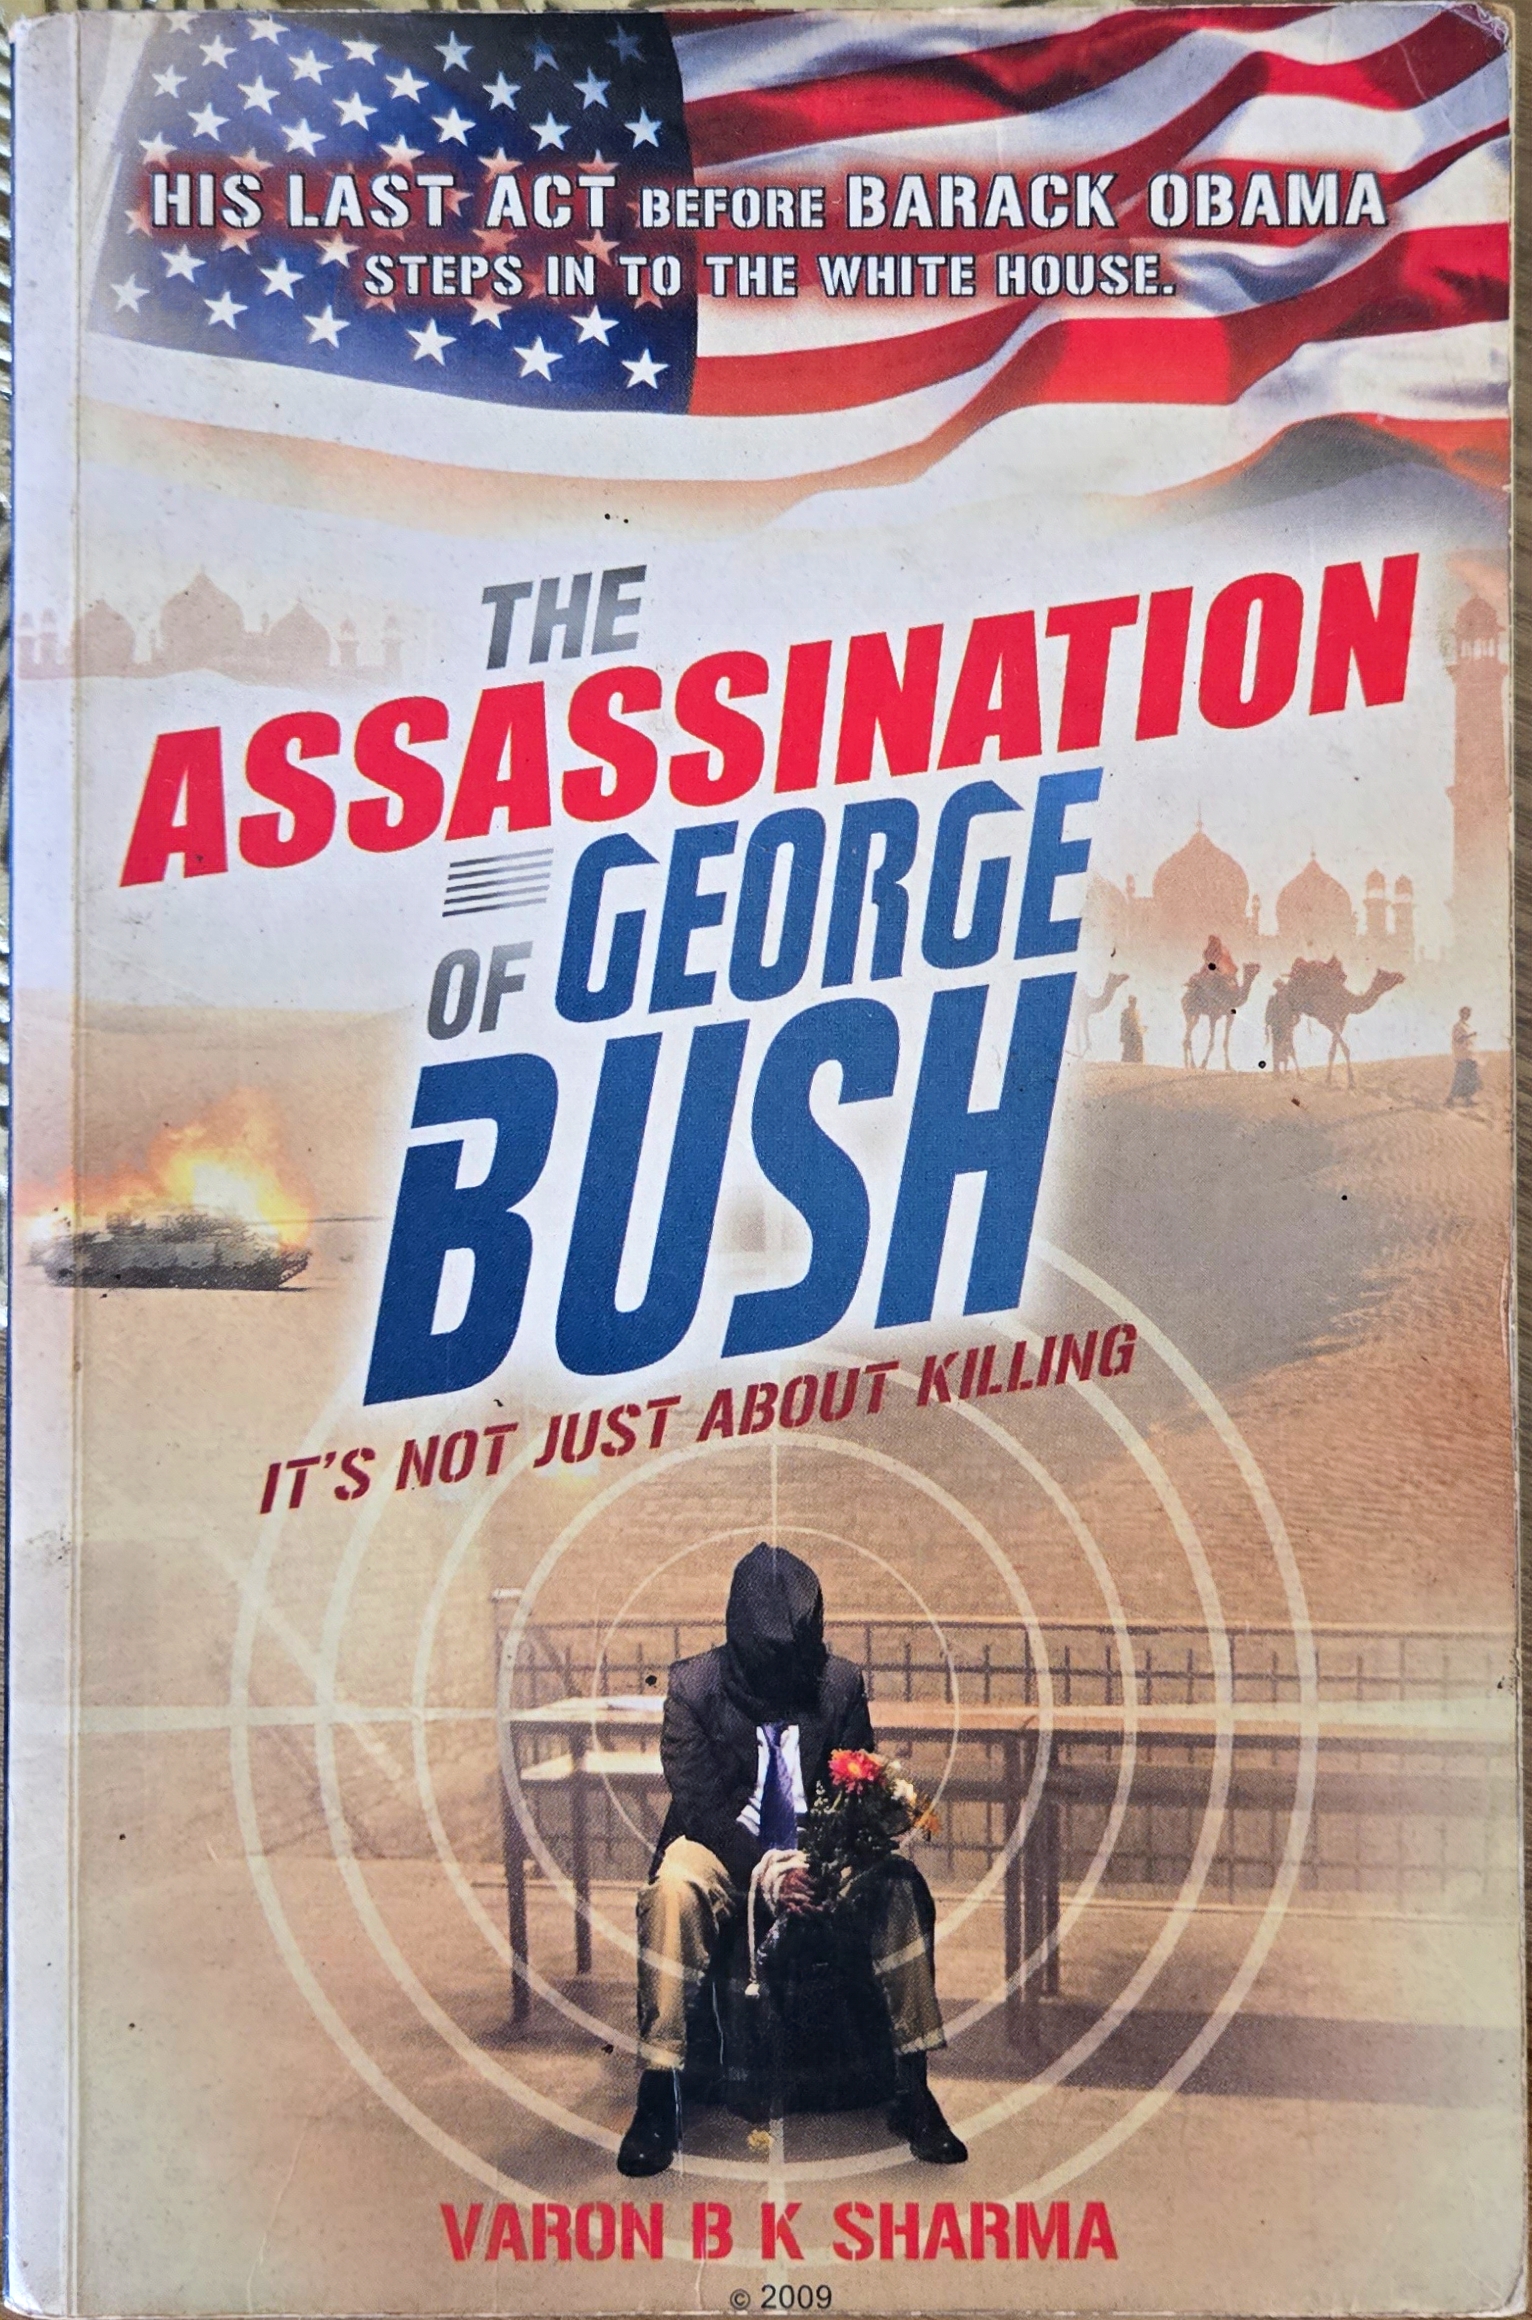 HIS LAST ACT BEFORE BARACK OBAMA
STEPS IN TO THE WHITE HOUSE.
THE
ASSASSINATION
OF GEORGE
BUSH
IT'S NOT JUST ABOUT KILLING
VARON B K SHARMA
© 2009